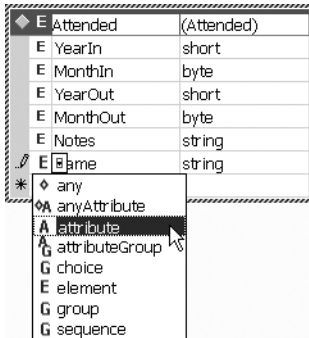 E Attended (Attended)
E YearIn short
E MonthIn byte
E YearOut short
E MonthOut byte
E Notes string
E ame string
any
A anyAttribute
A attribute
A G attributeGroup
G choice
E element
G group
G sequence